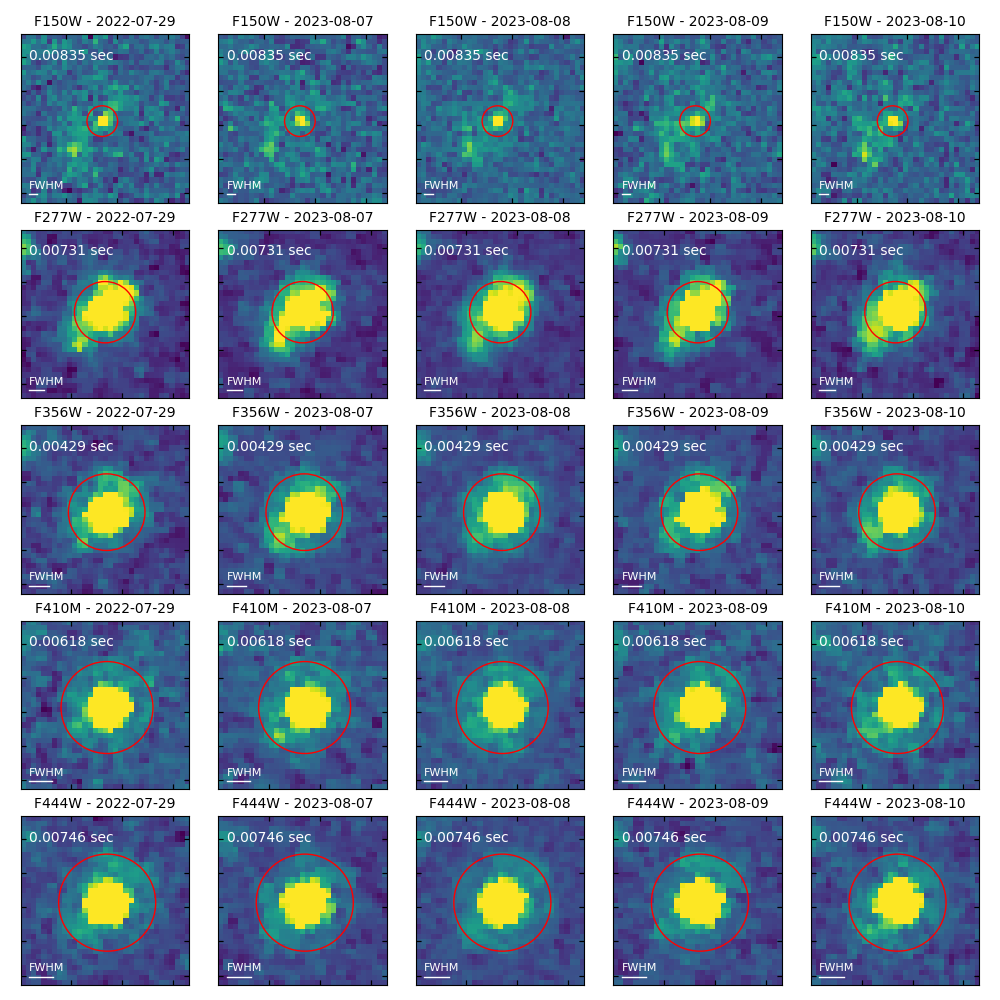 F150W - 2022-07-29
F150W - 2023-08-07
F150W - 2023-08-08
F150W - 2023-08-09
F150W - 2023-08-10
0.00835 sec
0.00835 sec
0.00835 sec
0.00835 sec
0.00835 sec
FWHM
FWHM
FWHM
FWHM
FWHM
F277W - 2022-07-29
F277W - 2023-08-07
F277W - 2023-08-08
F277W - 2023-08-09
F277W - 2023-08-10
0.00731 sec
0.00731 sec
0.00731 sec
0.00731 sec
0.00731 sec
FWHM
FWHM
FWHM
FWHM
FWHM
F356W - 2022-07-29
F356W - 2023-08-07
F356W - 2023-08-08
F356W - 2023-08-09
F356W - 2023-08-10
0.00429 sec
0.00429 sec
0.00429 sec
0.00429 sec
0.00429 sec
FWHM
FWHM
FWHM
FWHM
FWHM
F410M - 2022-07-29
F410M - 2023-08-07
F410M - 2023-08-08
F410M - 2023-08-09
F410M - 2023-08-10
0.00618 sec
0.00618 sec
0.00618 sec
0.00618 sec
0.00618 sec
FWHM
FWHM
FWHM
FWHM
FWHM
F444W - 2022-07-29
F444W - 2023-08-07
F444W - 2023-08-08
F444W - 2023-08-09
F444W - 2023-08-10
0.00746 sec
0.00746 sec
0.00746 sec
0.00746 sec
0.00746 sec
FWHM
FWHM
FWHM
FWHM
FWHM